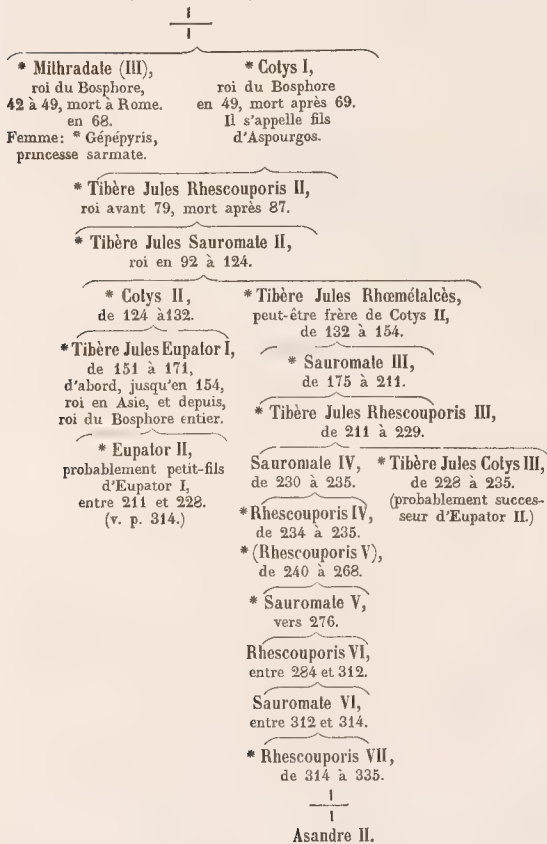 * Mithradate (III),
roi du Bosphore,
42 à 49, mort à Rome.
en 68.
Femme: * Gépépyris,
princesse sarmate.
* Cotys I,
roi du Bosphore
en 49, mort après 69.
Il s'appelle fils
d'Aspourgos.
* Tibère Jules Rhescouporis II,
roi avant 79, mort après 87.
* Tibère Jules Sauromate II,
roi en 92 à 124.
* Cotys II,
de 124 à132.
* Tibère Jules Rhœmétalcès,
peut-être frère de Cotys II,
de 132 à 154.
* Tibère Jules Eupator I,
de 151 à 171,
d'abord, jusqu'en 154,
roi en Asie, et depuis,
roi du Bosphore entier.
* Sauromate III,
de 175 à 211.
* Tibère Jules Rhescouporis III,
de 211 à 229.
* Eupator II,
probablement petit-fils
d'Eupator I,
entre 211 et 228.
(v. p. 314.)
Sauromate IV,
de 230 à 235.
* Tibère Jules Cotys III,
de 228 à 235.
(probablement succes-
seur d'Eupator II.)
* Rhescouporis IV,
de 234 à 235.
* (Rhescouporis V),
de 240 à 268.
* Sauromate V,
vers 276.
Rhescouporis VI,
entre 284 et 312.
Sauromate VI,
entre 312 et 314.
* Rhescouporis VII,
de 314 à 335.
Asandre II.